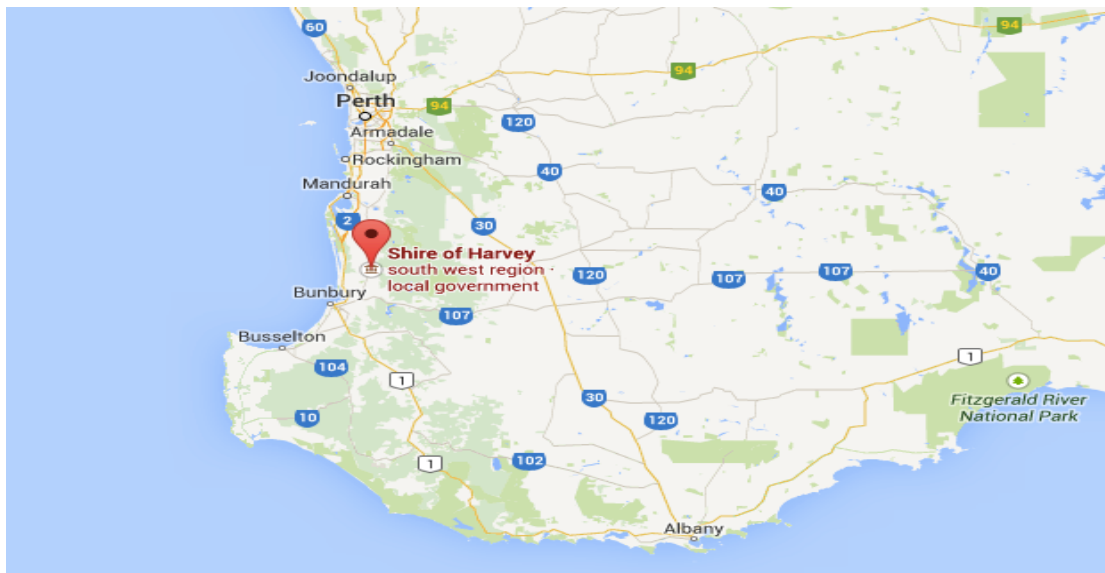 60
94
Joondalup
94
Perth
94
120
Armadale
Rockingham
40
Mandurah
40
2
30
Shire of Harvey
south west region ·
local government
120
107
107
40
Bunbury
107
Busselton
1
104
1
30
Fitzgerald River
National Park
10
120
1
102
Albany